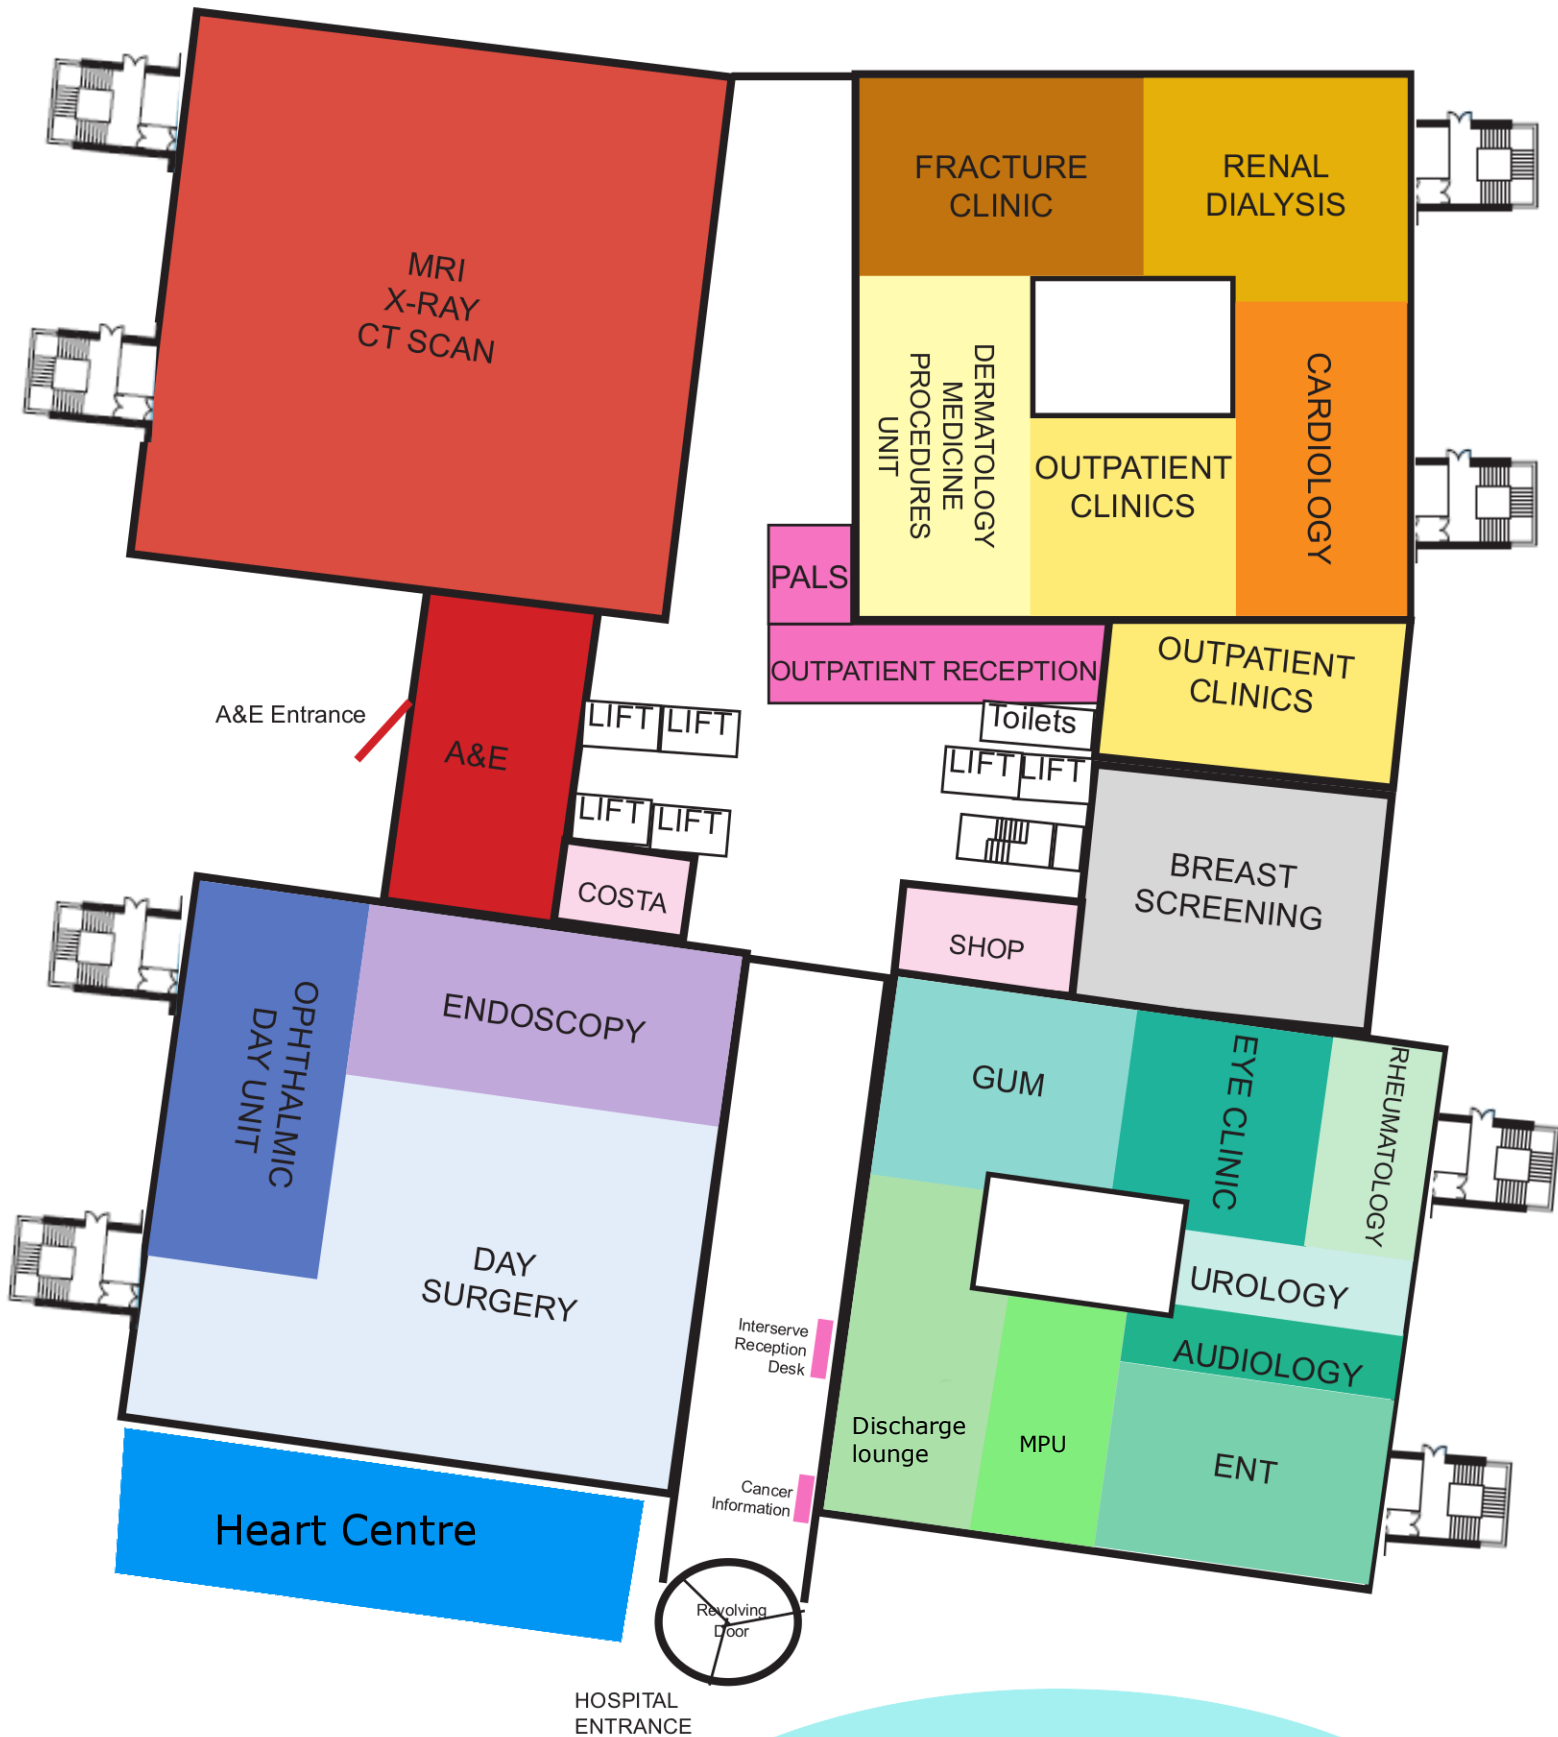 MRI
X-RAY
CT SCAN
FRACTURE
CLINIC
RENAL
DIALYSIS
DERMATOLOGY
MEDICINE
PROCEDURES
UNIT
OUTPATIENT
CLINICS
CARDIOLOGY
PALS
OUTPATIENT RECEPTION
OUTPATIENT
CLINICS
A&E Entrance
A&E
LIFT
LIFT
LIFT
LIFT
Toilets
LIFT
LIFT
COSTA
SHOP
BREAST
SCREENING
OPHTHALMIC
DAY UNIT
ENDOSCOPY
DAY
SURGERY
GUM
EYE CLINIC
RHEUMATOLOGY
UROLOGY
AUDIOLOGY
Interserve
Reception
Desk
Discharge
lounge
MPU
ENT
Cancer
Information
Heart Centre
Revolving
Door
HOSPITAL
ENTRANCE